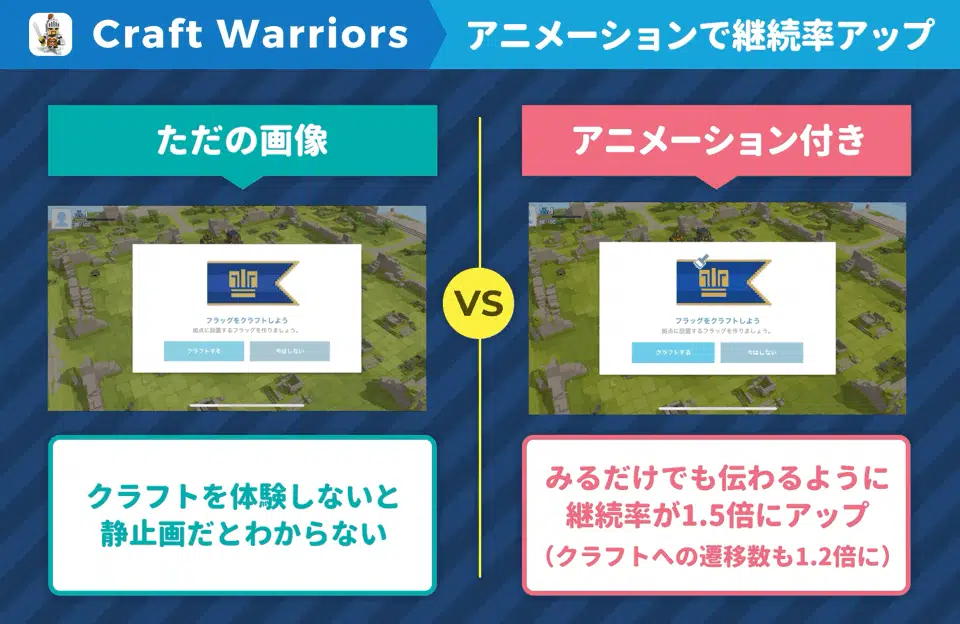 Craft Warriors
アニメーションで継続率アップ
ただの画像
アニメーション付き
フラッグをクラフトしよう
拠点に設置するフラッグを作りましょう。
クラフトする
今はしない
VS
フラッグをクラフトしよう
拠点に設置するフラッグを作りましょう。
クラフトする
今はしない
クラフトを体験しないと
静止画だとわからない
みるだけでも伝わるように
継続率が1.5倍にアップ
（クラフトへの遷移数も1.2倍に）